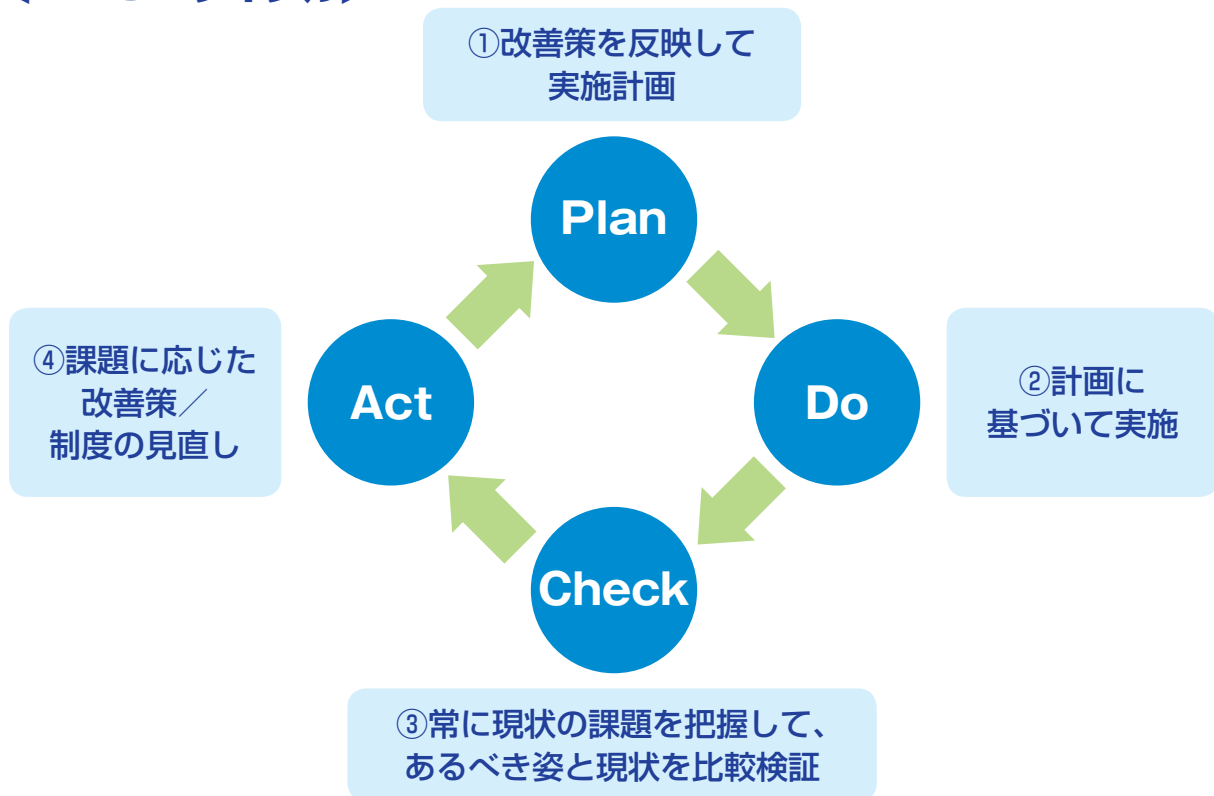 ①改善策を反映して
実施計画
Plan
④課題に応じた
改善策／
制度の見直し
Act
Do
②計画に
基づいて実施
Check
③常に現状の課題を把握して、
あるべき姿と現状を比較検証